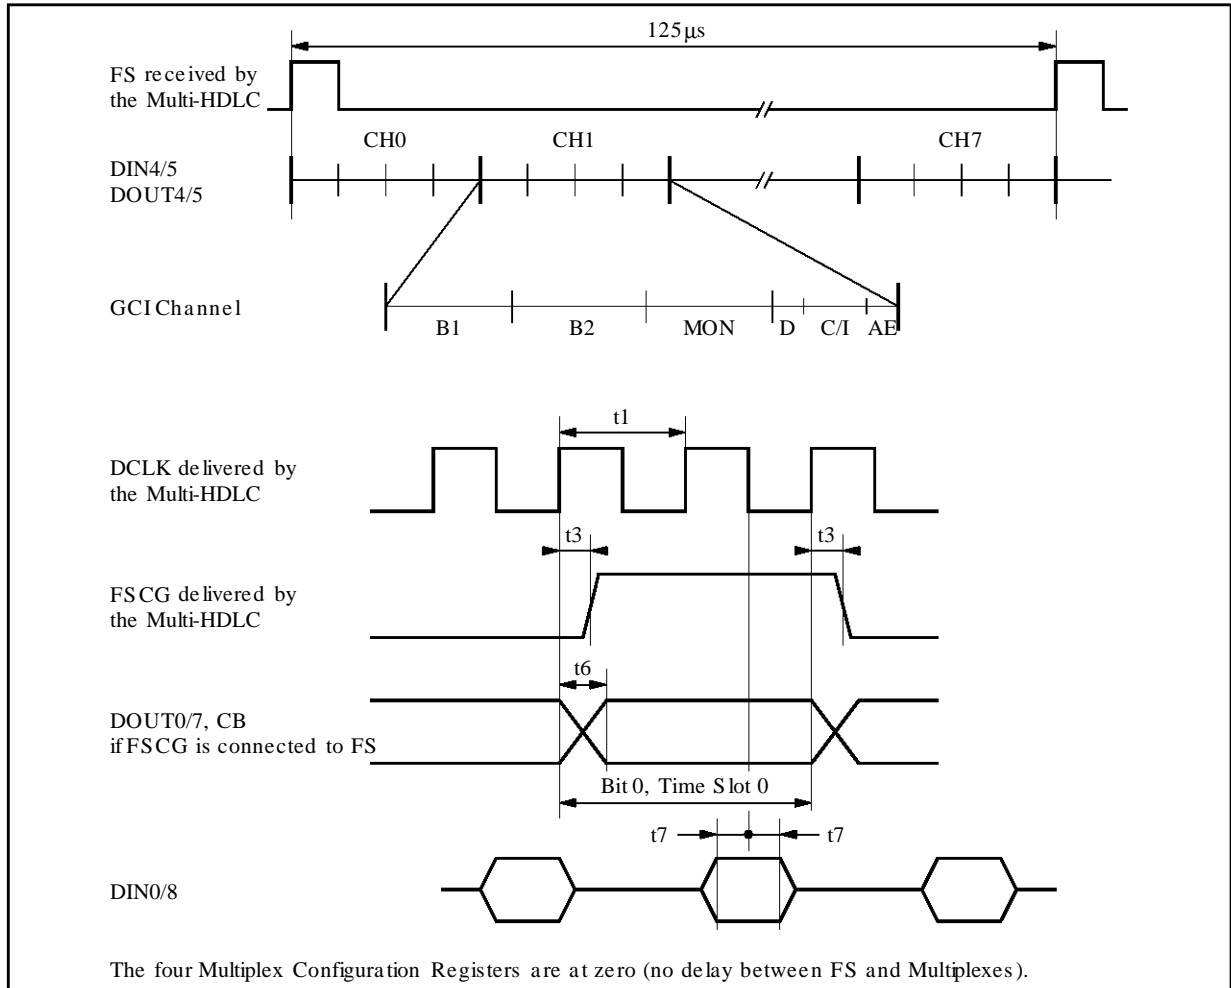 125µs
FS received by
the Multi-HDLC
CH0 CH1 CH7
DIN4/5
DOUT4/5
GCI Channel
B1 B2 MON D C/I AE
t1
DCLK delivered by
the Multi-HDLC
t3 t3
FSCG delivered by
the Multi-HDLC
t6
DOUT0/7, CB
if FSCG is connected to FS
Bit 0, Time Slot 0
t7 t7
DIN0/8
The four Multiplex Configuration Registers are at zero (no delay between FS and Multiplexes).